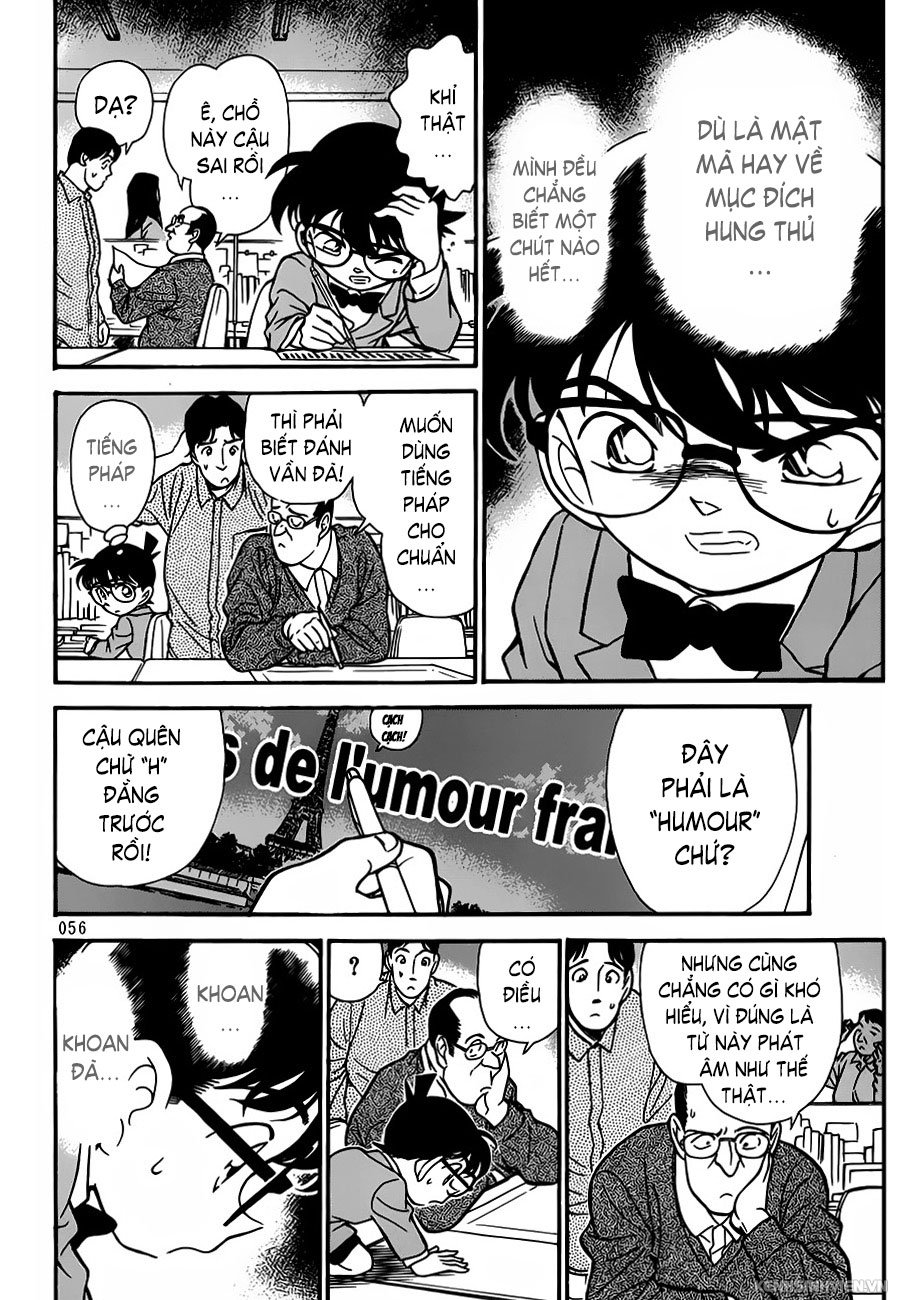 DÙ LÀ MẬT
MÃ HAY VỀ
MỤC ĐÍCH
HUNG THỦ
...
MÌNH ĐỀU
CHẲNG
BIẾT MỘT
CHÚT NÀO
HẾT...
KHỈ
THẬT
...
Ê, CHỖ
NÀY CẬU
SAI RỒI
...
DẠ?
MUỐN
DÙNG
TIẾNG
PHÁP
CHO
CHUẨN
...
THÌ PHẢI
BIẾT ĐÁNH
VẦN ĐÃ!
TIẾNG
PHÁP
...
ĐÂY
PHẢI LÀ
"HUMOUR"
CHỨ?
CẠCH
CẠCH!
s de l'umour fran
CẬU QUÊN
CHỮ "H"
ĐẰNG
TRƯỚC
RỒI!
056
NHƯNG CŨNG
CHẲNG CÓ GÌ KHÓ
HIỂU, VÌ ĐÚNG LÀ
TỪ NÀY PHÁT
ÂM NHƯ THẾ
THẬT...
CÓ
ĐIỀU
...
?
KHOAN
...
KHOAN
ĐÃ...
KENHSINHVIEN.VN